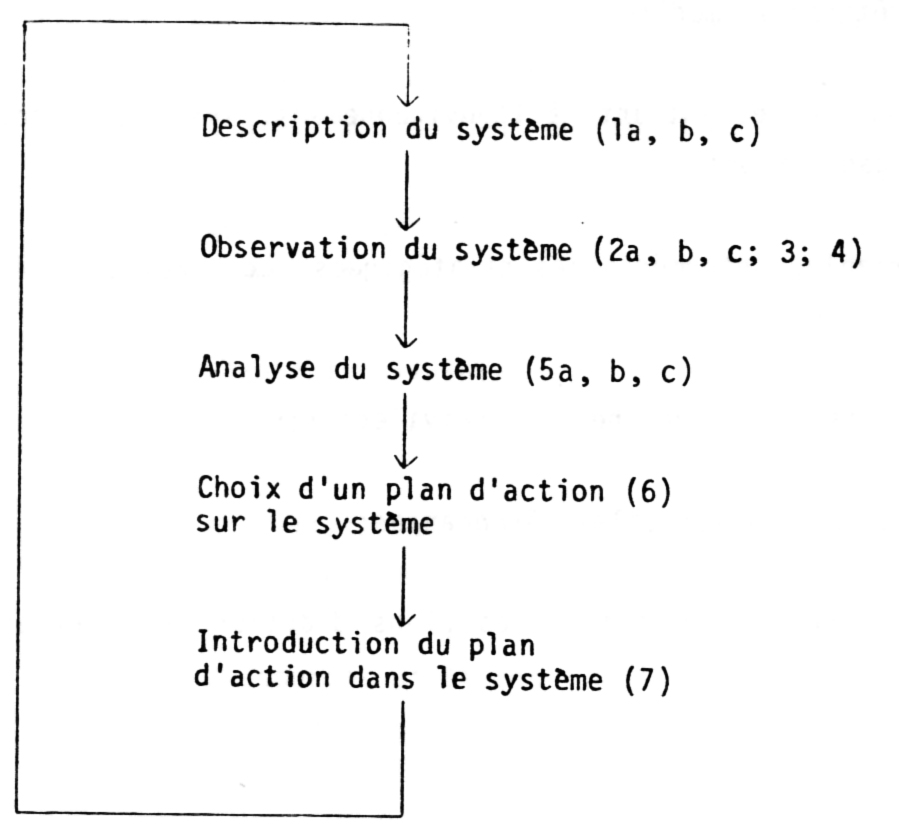 Description du système (1a, b, c)
Observation du système (2a, b, c; 3; 4)
Analyse du système (5a, b, c)
Choix d'un plan d'action (6)
sur le système
Introduction du plan
d'action dans le système (7)